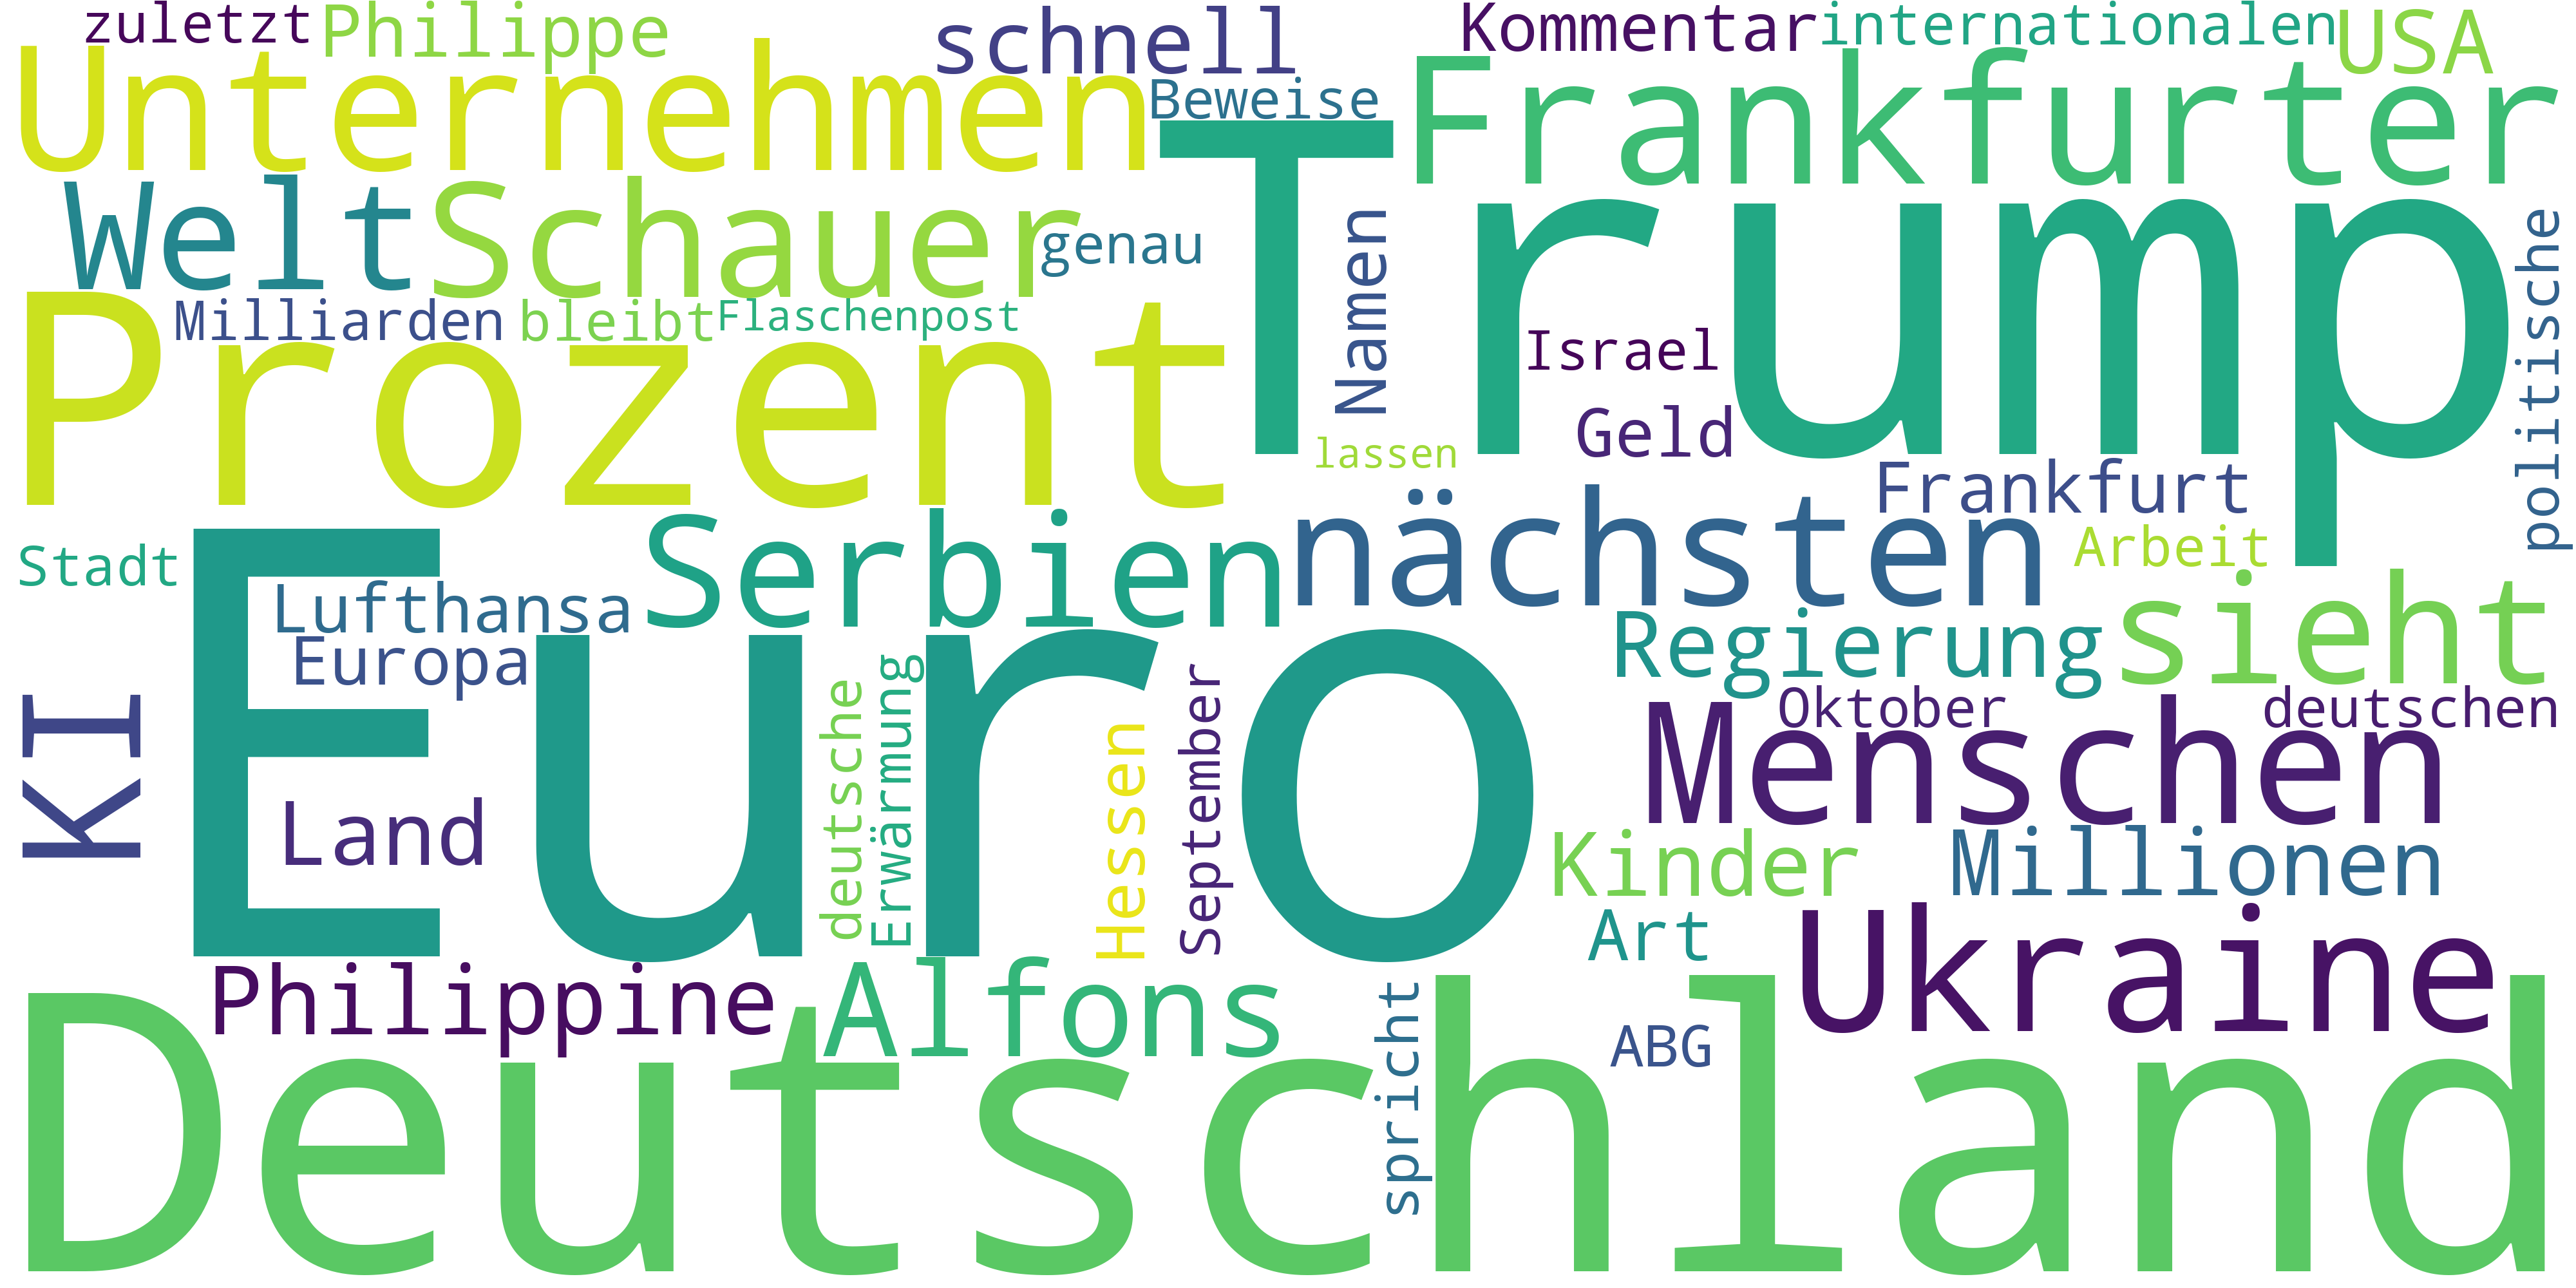 zuletzt
Philippe
schnell
Kommentar
internationalen
USA
Unternehmen
Beweise
Frankfurter
Trump
Welt
Schauer
genau
Namen
politische
Milliarden
bleibt
Flaschenpost
Israel
Prozent
Geld
lassen
Frankfurt
nächsten
Serbien
Arbeit
Stadt
Euro
Lufthansa
Europa
Regierung
sieht
KI
deutsche
Erwärmung
Hessen
September
Oktober
deutschen
Menschen
Land
Kinder
Millionen
Art
Ukraine
Philippine
Alfons
spricht
ABG
Deutschland